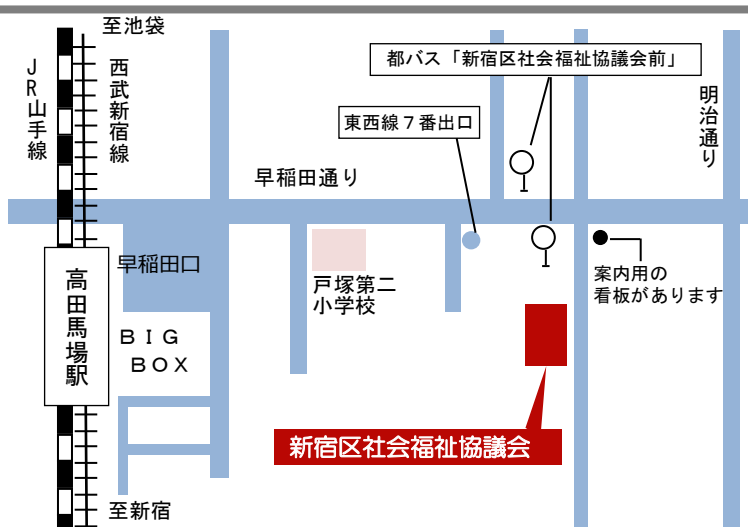 至池袋
JR山手線
西武新宿線
都バス「新宿区社会福祉協議会前」
東西線７番出口
明治通り
早稲田通り
早稲田口
戸塚第二
小学校
案内用の
看板があります
高田馬場駅
ＢＩＧ
ＢＯＸ
新宿区社会福祉協議会
至新宿